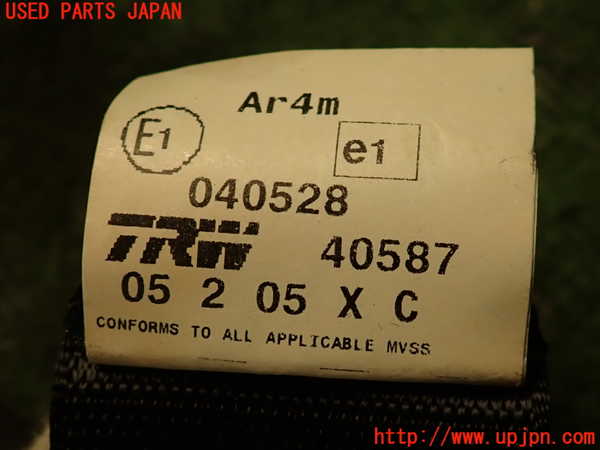 USED PARTS JAPAN
Ar4m
E1
e1
040528
TRW 40587
05 2 05 X C
CONFORMS TO ALL APPLICABLE MVSS
http://www.upjpn.com/